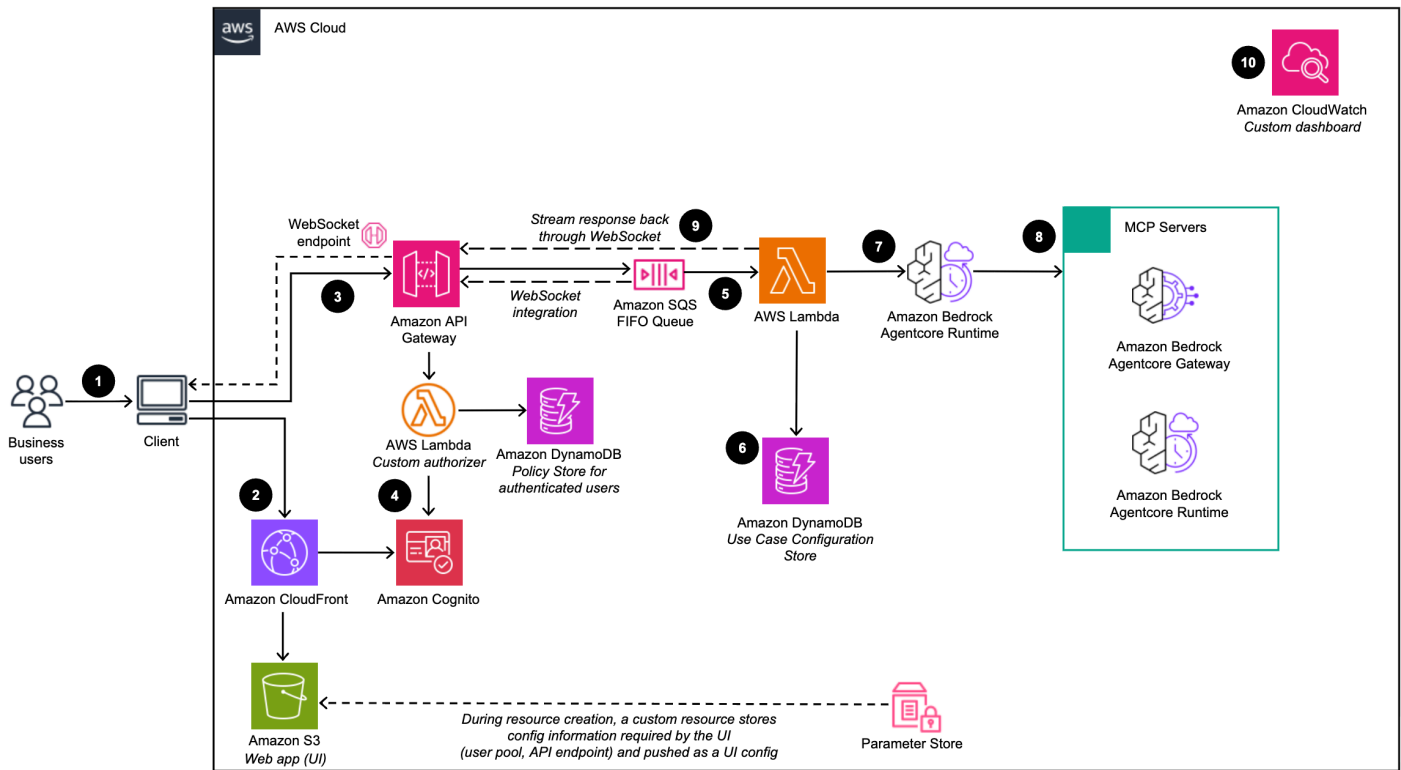 aws
AWS Cloud
10
Amazon CloudWatch
Custom dashboard
WebSocket
endpoint
Stream response back
through WebSocket
9
3
Amazon API
Gateway
WebSocket
integration
Amazon SQS
FIFO Queue
5
AWS Lambda
7
Amazon Bedrock
Agentcore Runtime
8
MCP Servers
Amazon Bedrock
Agentcore Gateway
Amazon Bedrock
Agentcore Runtime
1
Business
users
Client
AWS Lambda
Custom authorizer
Amazon DynamoDB
Policy Store for
authenticated users
6
Amazon DynamoDB
Use Case Configuration
Store
2
4
Amazon CloudFront
Amazon Cognito
Amazon S3
Web app (UI)
During resource creation, a custom resource stores
config information required by the UI
(user pool, API endpoint) and pushed as a UI config
Parameter Store